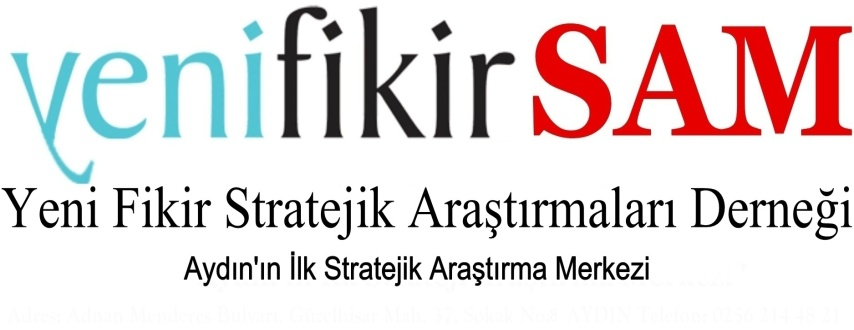 yenifikirSAM
Yeni Fikir Stratejik Araştırmaları Derneği
Aydın'ın İlk Stratejik Araştırma Merkezi